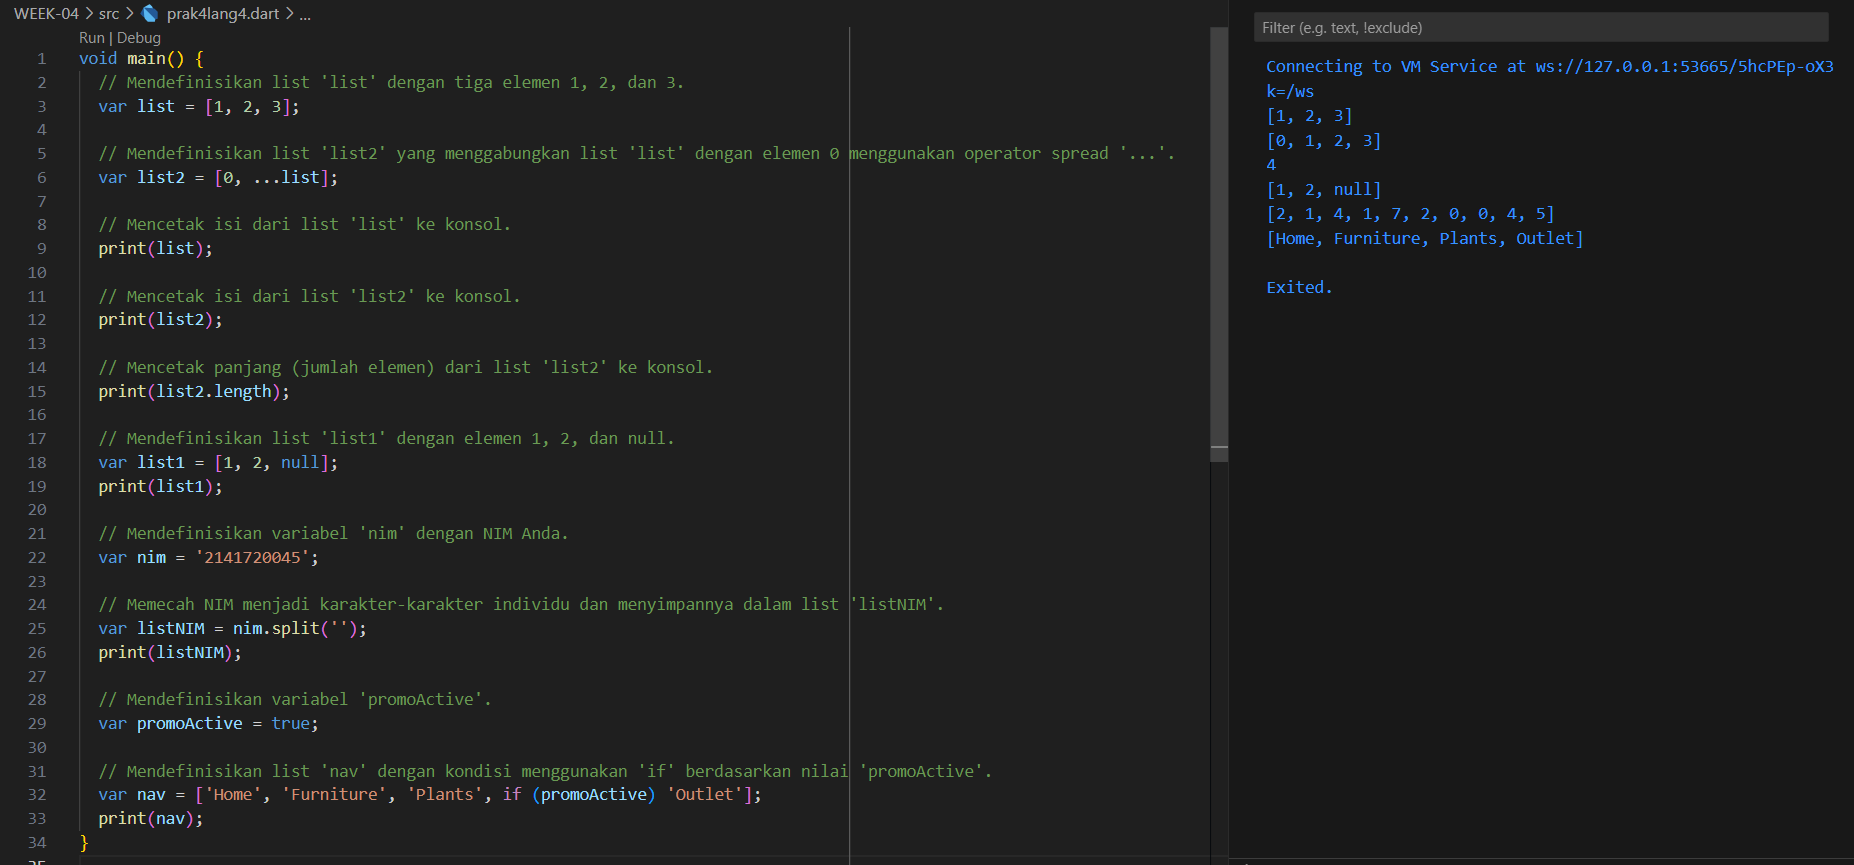 WEEK-04 > src > prak4lang4.dart > ...
Run | Debug
1 void main() {
2 // Mendefinisikan list 'list' dengan tiga elemen 1, 2, dan 3.
3 var list = [1, 2, 3];
4
5 // Mendefinisikan list 'list2' yang menggabungkan list 'list' dengan elemen 0 menggunakan operator spread '...'.
6 var list2 = [0, ...list];
7
8 // Mencetak isi dari list 'list' ke konsol.
9 print(list);
10
11 // Mencetak isi dari list 'list2' ke konsol.
12 print(list2);
13
14 // Mencetak panjang (jumlah elemen) dari list 'list2' ke konsol.
15 print(list2.length);
16
17 // Mendefinisikan list 'list1' dengan elemen 1, 2, dan null.
18 var list1 = [1, 2, null];
19 print(list1);
20
21 // Mendefinisikan variabel 'nim' dengan NIM Anda.
22 var nim = '2141720045';
23
24 // Memecah NIM menjadi karakter-karakter individu dan menyimpannya dalam list 'listNIM'.
25 var listNIM = nim.split('');
26 print(listNIM);
27
28 // Mendefinisikan variabel 'promoActive'.
29 var promoActive = true;
30
31 // Mendefinisikan list 'nav' dengan kondisi menggunakan 'if' berdasarkan nilai 'promoActive'.
32 var nav = ['Home', 'Furniture', 'Plants', if (promoActive) 'Outlet'];
33 print(nav);
34 }
Filter (e.g. text, !exclude)
Connecting to VM Service at ws://127.0.0.1:53665/5hcPEp-oX3
k=/ws
[1, 2, 3]
[0, 1, 2, 3]
4
[1, 2, null]
[2, 1, 4, 1, 7, 2, 0, 0, 4, 5]
[Home, Furniture, Plants, Outlet]
Exited.